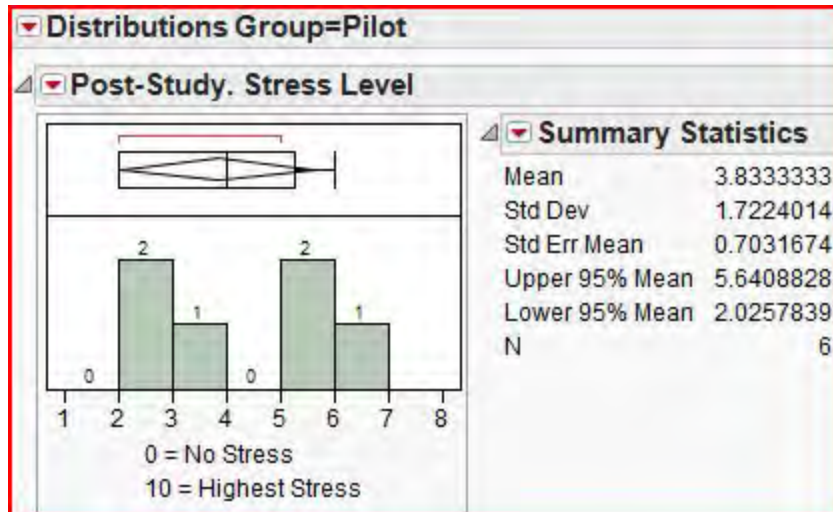 Distributions Group=Pilot
Post-Study. Stress Level
2 2
1 1
0 0
1 2 3 4 5 6 7 8
0 = No Stress
10 = Highest Stress
Summary Statistics
Mean 3.8333333
Std Dev 1.7224014
Std Err Mean 0.7031674
Upper 95% Mean 5.6408828
Lower 95% Mean 2.0257839
N 6